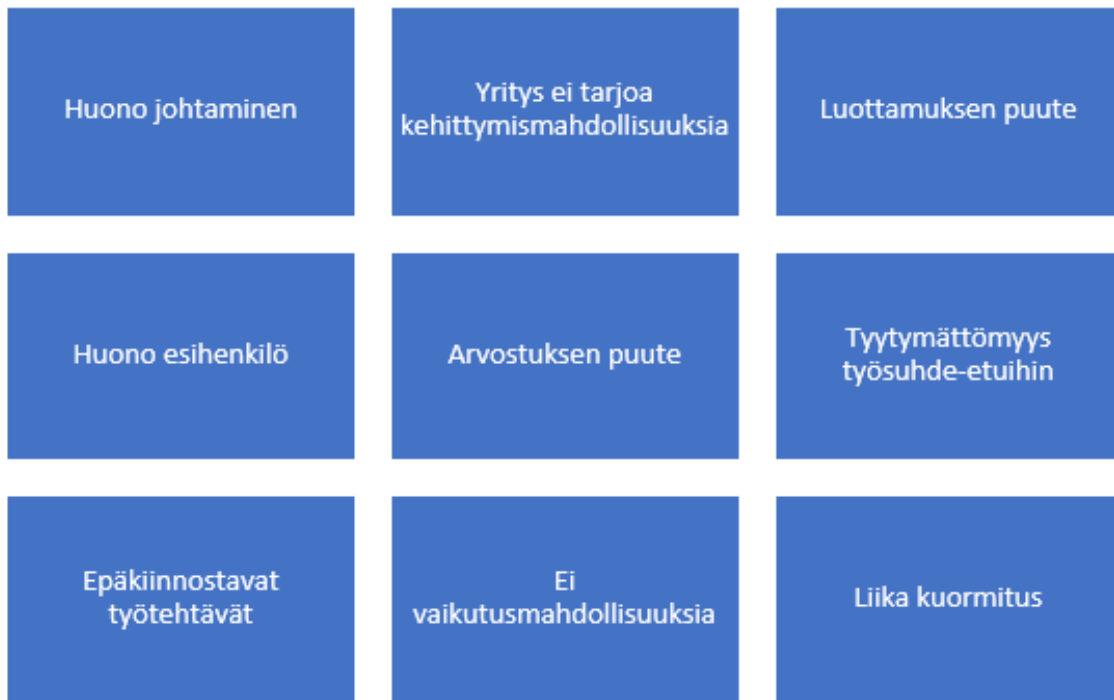 Huono johtaminen
Yritys ei tarjoa
kehittymismahdollisuuksia
Luottamuksen puute
Huono esihenkilö
Arvostuksen puute
Tyytymättömyys
työsuhde-etuihin
Epäkiinnostavat
työtehtävät
Ei
vaikutusmahdollisuuksia
Liika kuormitus